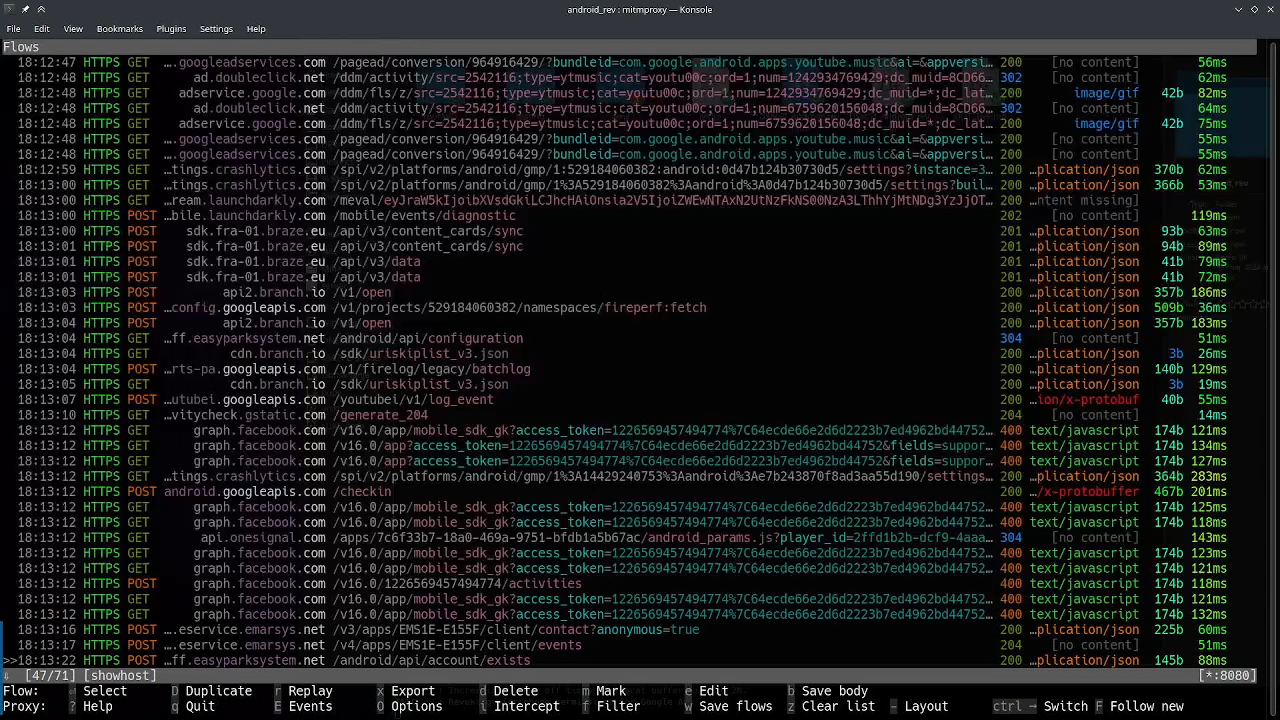 android_rev : mitmproxy — Konsole
File Edit View Bookmarks Plugins Settings Help
Flows
18:12:47 HTTPS GET …googleadservices.com /pagead/conversion/964916429/?bundleid=com.google.android.apps.youtube.music&ai=&appversi… 200 [no content] 56ms
18:12:48 HTTPS GET ad.doubleclick.net /ddm/activity/src=2542116;type=ytmusic;cat=youtu00c;ord=1;num=1242934769429;dc_muid=8CD66… 302 [no content] 62ms
18:12:48 HTTPS GET adservice.google.com /ddm/fls/z/src=2542116;type=ytmusic;cat=youtu00c;ord=1;num=1242934769429;dc_muid=*;dc_lat… 200 image/gif 42b 82ms
18:12:48 HTTPS GET ad.doubleclick.net /ddm/activity/src=2542116;type=ytmusic;cat=youtu00c;ord=1;num=6759620156048;dc_muid=8CD66… 302 [no content] 64ms
18:12:48 HTTPS GET adservice.google.com /ddm/fls/z/src=2542116;type=ytmusic;cat=youtu00c;ord=1;num=6759620156048;dc_muid=*;dc_lat… 200 image/gif 42b 75ms
18:12:48 HTTPS GET ….googleadservices.com /pagead/conversion/964916429/?bundleid=com.google.android.apps.youtube.music&ai=&appversi… 200 [no content] 55ms
18:12:48 HTTPS GET ….googleadservices.com /pagead/conversion/964916429/?bundleid=com.google.android.apps.youtube.music&ai=&appversi… 200 [no content] 55ms
18:12:59 HTTPS GET …tings.crashlytics.com /spi/v2/platforms/android/gmp/1:529184060382:android:0d47b124b30730d5/settings?instance=3… 200 …plication/json 370b 62ms
18:13:00 HTTPS GET …tings.crashlytics.com /spi/v2/platforms/android/gmp/1%3A529184060382%3Aandroid%3A0d47b124b30730d5/settings?buil… 200 …plication/json 366b 53ms
18:13:00 HTTPS GET …ream.launchdarkly.com /meval/eyJraW5kIjoibXVsdGkiLCJhcHAiOnsia2V5IjoiZWEwNTAxN2UtNzFkNS00NzA3LThhYjMtNDg3YzJjOT… 200 …ntent missing]
18:13:00 HTTPS POST …bile.launchdarkly.com /mobile/events/diagnostic 202 [no content] 119ms
18:13:00 HTTPS POST sdk.fra-01.braze.eu /api/v3/content_cards/sync 201 …plication/json 93b 63ms
18:13:01 HTTPS POST sdk.fra-01.braze.eu /api/v3/content_cards/sync 201 …plication/json 94b 89ms
18:13:01 HTTPS POST sdk.fra-01.braze.eu /api/v3/data 201 …plication/json 41b 79ms
18:13:01 HTTPS POST sdk.fra-01.braze.eu /api/v3/data 201 …plication/json 41b 72ms
18:13:03 HTTPS POST api2.branch.io /v1/open 200 …plication/json 357b 186ms
18:13:03 HTTPS POST …config.googleapis.com /v1/projects/529184060382/namespaces/fireperf:fetch 200 …plication/json 509b 36ms
18:13:04 HTTPS POST api2.branch.io /v1/open 200 …plication/json 357b 183ms
18:13:04 HTTPS GET …ff.easyparksystem.net /android/api/configuration 304 [no content] 51ms
18:13:04 HTTPS GET cdn.branch.io /sdk/uriskiplist_v3.json 200 …plication/json 3b 26ms
18:13:04 HTTPS POST …rts-pa.googleapis.com /v1/firelog/legacy/batchlog 200 …plication/json 140b 129ms
18:13:05 HTTPS GET cdn.branch.io /sdk/uriskiplist_v3.json 200 …plication/json 3b 19ms
18:13:07 HTTPS POST …utubei.googleapis.com /youtubei/v1/log_event 200 …ion/x-protobuf 40b 55ms
18:13:10 HTTPS GET …vitycheck.gstatic.com /generate_204 204 [no content] 14ms
18:13:12 HTTPS GET graph.facebook.com /v16.0/app/mobile_sdk_gk?access_token=1226569457494774%7C64ecde66e2d6d2223b7ed4962bd44752… 400 text/javascript 174b 121ms
18:13:12 HTTPS GET graph.facebook.com /v16.0/app?access_token=1226569457494774%7C64ecde66e2d6d2223b7ed4962bd44752&fields=suppor… 400 text/javascript 174b 134ms
18:13:12 HTTPS GET graph.facebook.com /v16.0/app?access_token=1226569457494774%7C64ecde66e2d6d2223b7ed4962bd44752&fields=suppor… 400 text/javascript 174b 127ms
18:13:12 HTTPS GET …tings.crashlytics.com /spi/v2/platforms/android/gmp/1%3A14429240753%3Aandroid%3Ae7b243870f8ad3aa55d190/settings… 200 …plication/json 364b 283ms
18:13:12 HTTPS POST android.googleapis.com /checkin 200 …/x-protobuffer 467b 201ms
18:13:12 HTTPS GET graph.facebook.com /v16.0/app/mobile_sdk_gk?access_token=1226569457494774%7C64ecde66e2d6d2223b7ed4962bd44752… 400 text/javascript 174b 125ms
18:13:12 HTTPS GET graph.facebook.com /v16.0/app/mobile_sdk_gk?access_token=1226569457494774%7C64ecde66e2d6d2223b7ed4962bd44752… 400 text/javascript 174b 118ms
18:13:12 HTTPS GET api.onesignal.com /apps/7c6f33b7-18a0-469a-9751-bfdb1a5b67ac/android_params.js?player_id=2ffd1b2b-dcf9-4aaa… 304 [no content] 143ms
18:13:12 HTTPS GET graph.facebook.com /v16.0/app/mobile_sdk_gk?access_token=1226569457494774%7C64ecde66e2d6d2223b7ed4962bd44752… 400 text/javascript 174b 123ms
18:13:12 HTTPS GET graph.facebook.com /v16.0/app/mobile_sdk_gk?access_token=1226569457494774%7C64ecde66e2d6d2223b7ed4962bd44752… 400 text/javascript 174b 121ms
18:13:12 HTTPS POST graph.facebook.com /v16.0/1226569457494774/activities 400 text/javascript 174b 118ms
18:13:12 HTTPS GET graph.facebook.com /v16.0/app/mobile_sdk_gk?access_token=1226569457494774%7C64ecde66e2d6d2223b7ed4962bd44752… 400 text/javascript 174b 121ms
18:13:12 HTTPS GET graph.facebook.com /v16.0/app/mobile_sdk_gk?access_token=1226569457494774%7C64ecde66e2d6d2223b7ed4962bd44752… 400 text/javascript 174b 132ms
18:13:16 HTTPS POST …eservice.emarsys.net /v3/apps/EMS1E-E155F/client/contact?anonymous=true 200 …plication/json 225b 60ms
18:13:17 HTTPS POST …eservice.emarsys.net /v4/apps/EMS1E-E155F/client/events 204 [no content] 51ms
>>18:13:22 HTTPS POST …ff.easyparksystem.net /android/api/account/exists 200 …plication/json 145b 88ms
⇩ [47/71] [showhost] [*:8080]
Flow: ⏎ Select D Duplicate r Replay x Export d Delete m Mark e Edit b Save body
Proxy: ? Help q Quit E Events O Options i Intercept f Filter w Save flows z Clear list - Layout ctrl → Switch F Follow new